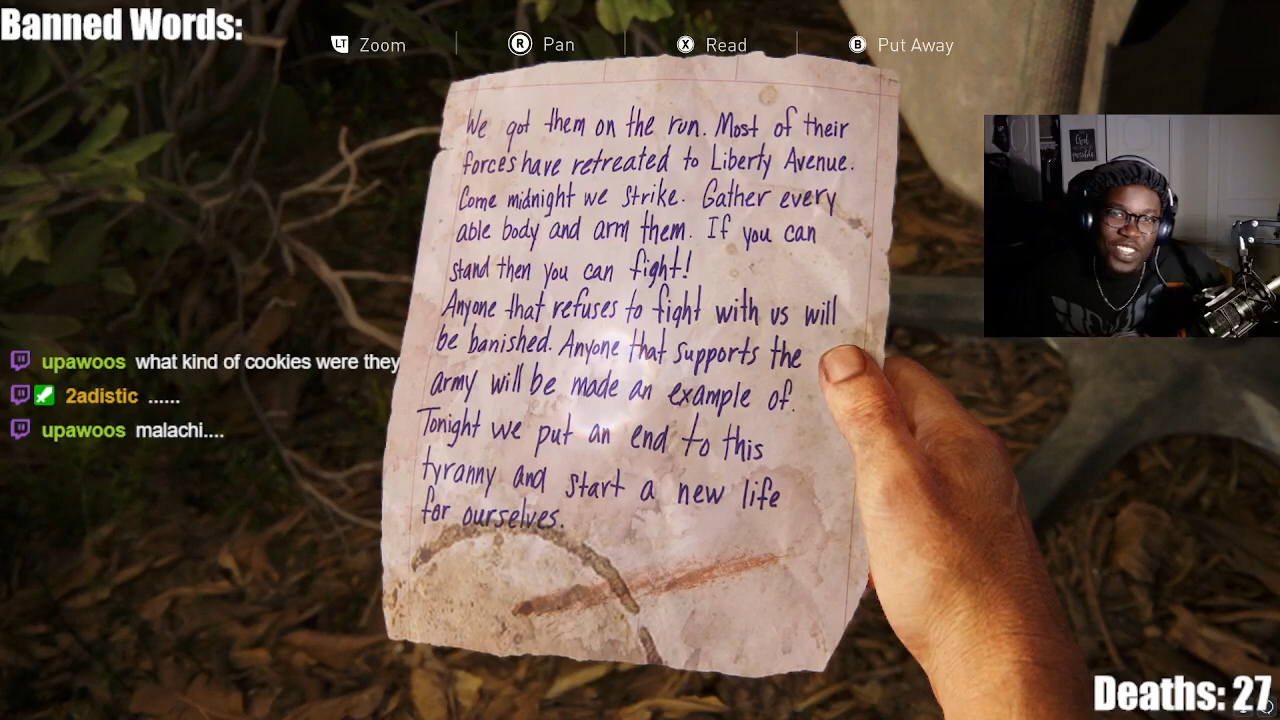 Banned Words:
LT Zoom
R Pan
X Read
B Put Away
We got them on the run. Most of their
forces have retreated to Liberty Avenue.
Come midnight we strike. Gather every
able body and arm them. If you can
stand then you can fight!
Anyone that refuses to fight with us will
be banished. Anyone that supports the
army will be made an example of.
Tonight we put an end to this
tyranny and start a new life
for ourselves.
upawoos what kind of cookies were they
2adistic ......
upawoos malachi....
God
possible
Deaths: 27